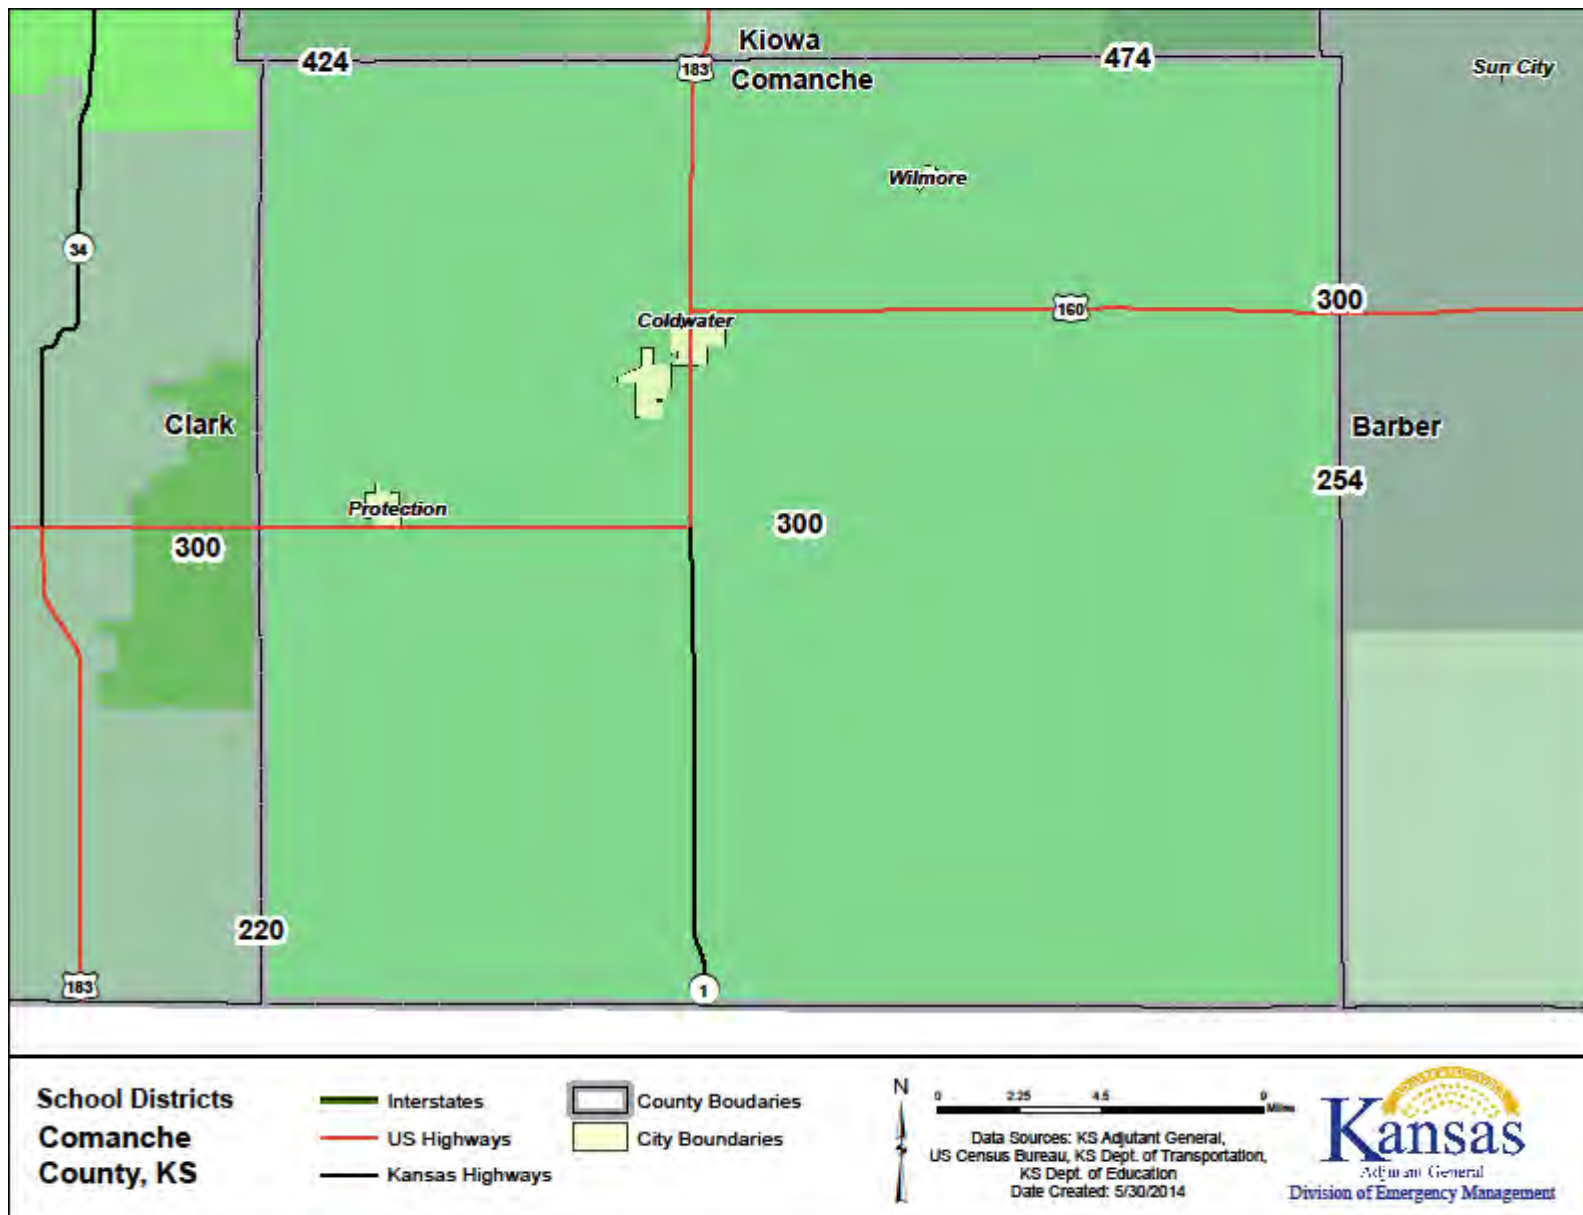 Kiowa
424
474
183
Comanche
Sun City
Wilmore
34
300
160
Coldwater
Clark
Barber
254
Protection
300
300
220
183
1
School Districts
Comanche
County, KS
Interstates
US Highways
Kansas Highways
County Boudaries
City Boundaries
N
0 2.25 4.5 9
Miles
Data Sources: KS Adjutant General,
US Census Bureau, KS Dept. of Transportation,
KS Dept. of Education
Date Created: 5/30/2014
Kansas
Adjutant General
Division of Emergency Management